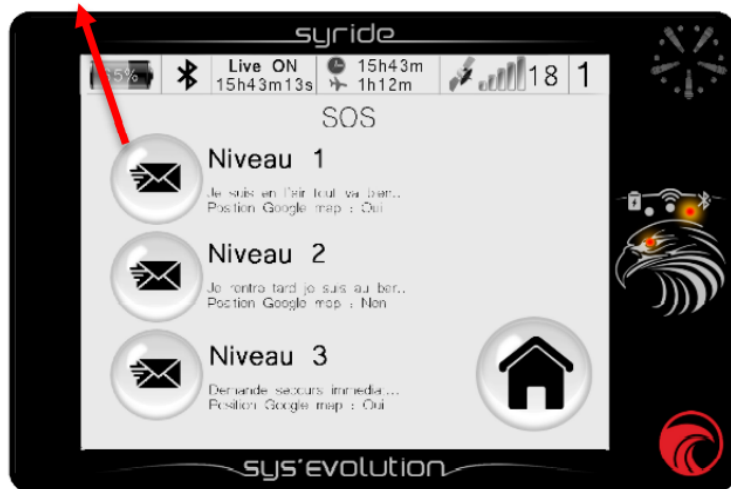 syride
65%
Live ON
15h43m13s
15h43m
1h12m
18
1
SOS
Niveau 1
Je suis en l'air tout va bien..
Position Google map : Oui
Niveau 2
Je rentre tard je suis au bar..
Position Google map : Non
Niveau 3
Demande secours immediat...
Position Google map : Oui
sys'evolution